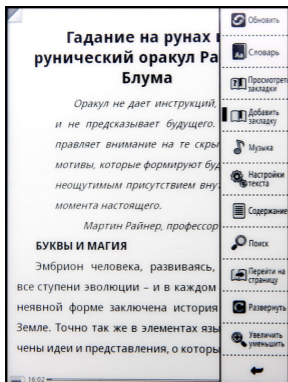 Гадание на рунах
рунический оракул Ра
Блума
Оракул не дает инструкций,
и не предсказывает будущего.
правляет внимание на те скры
мотивы, которые формируют буд
неощутимым присутствием вну
момента настоящего.
Мартин Райнер, профессор
БУКВЫ И МАГИЯ
Эмбрион человека, развиваясь,
все ступени эволюции – и в каждом
неявной форме заключена история
Земле. Точно так же в элементах язы
чены идеи и представления, о которы
16:02
Обновить
Словарь
Просмотрет
закладки
Добавить
закладку
Музыка
Настройки
текста
Содержание
Поиск
Перейти на
страницу
Развернуть
Увеличить
уменьшить